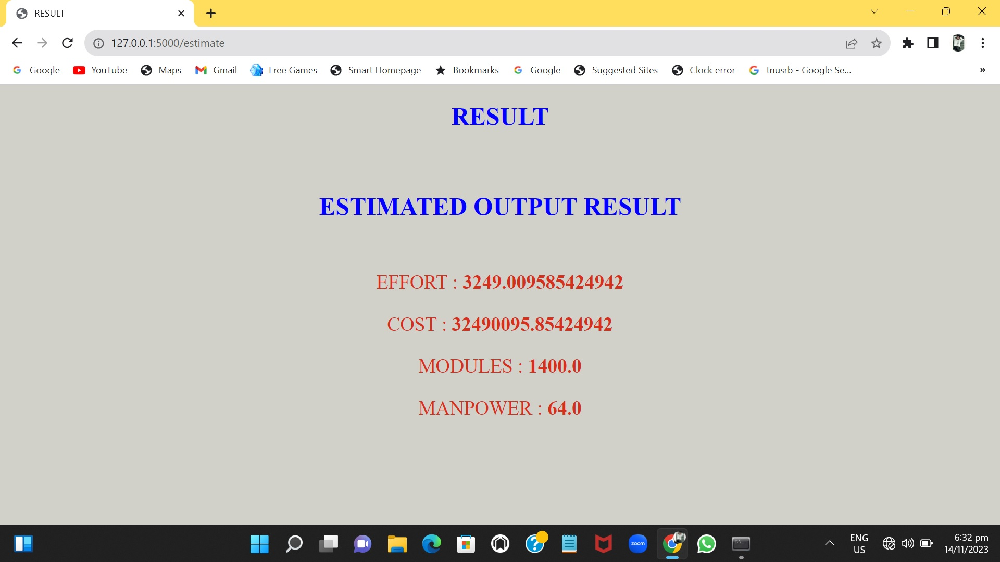 RESULT
127.0.0.1:5000/estimate
Google YouTube Maps Gmail Free Games Smart Homepage Bookmarks Google Suggested Sites Clock error tnusrb - Google Se... »
RESULT
ESTIMATED OUTPUT RESULT
EFFORT : 3249.009585424942
COST : 32490095.85424942
MODULES : 1400.0
MANPOWER : 64.0
zoom
ENG
US
6:32 pm
14/11/2023